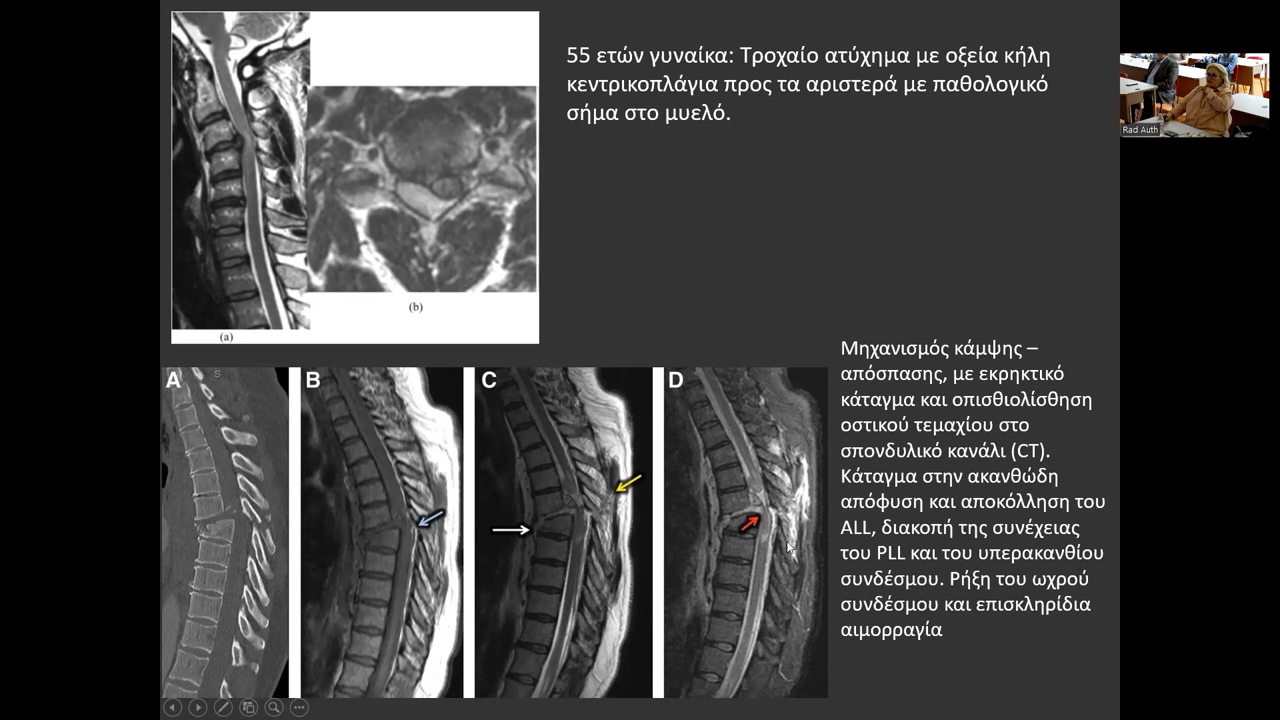 55 ετών γυναίκα: Τροχαίο ατύχημα με οξεία κήλη
κεντρικοπλάγια προς τα αριστερά με παθολογικό
σήμα στο μυελό.
Rad Auth
(b)
(a)
A
S
B
C
D
Μηχανισμός κάμψης –
απόσπασης, με εκρηκτικό
κάταγμα και οπισθιολίσθηση
οστικού τεμαχίου στο
σπονδυλικό κανάλι (CT).
Κάταγμα στην ακανθώδη
απόφυση και αποκόλληση του
ALL, διακοπή της συνέχειας
του PLL και του υπερακανθίου
συνδέσμου. Ρήξη του ωχρού
συνδέσμου και επισκληρίδια
αιμορραγία